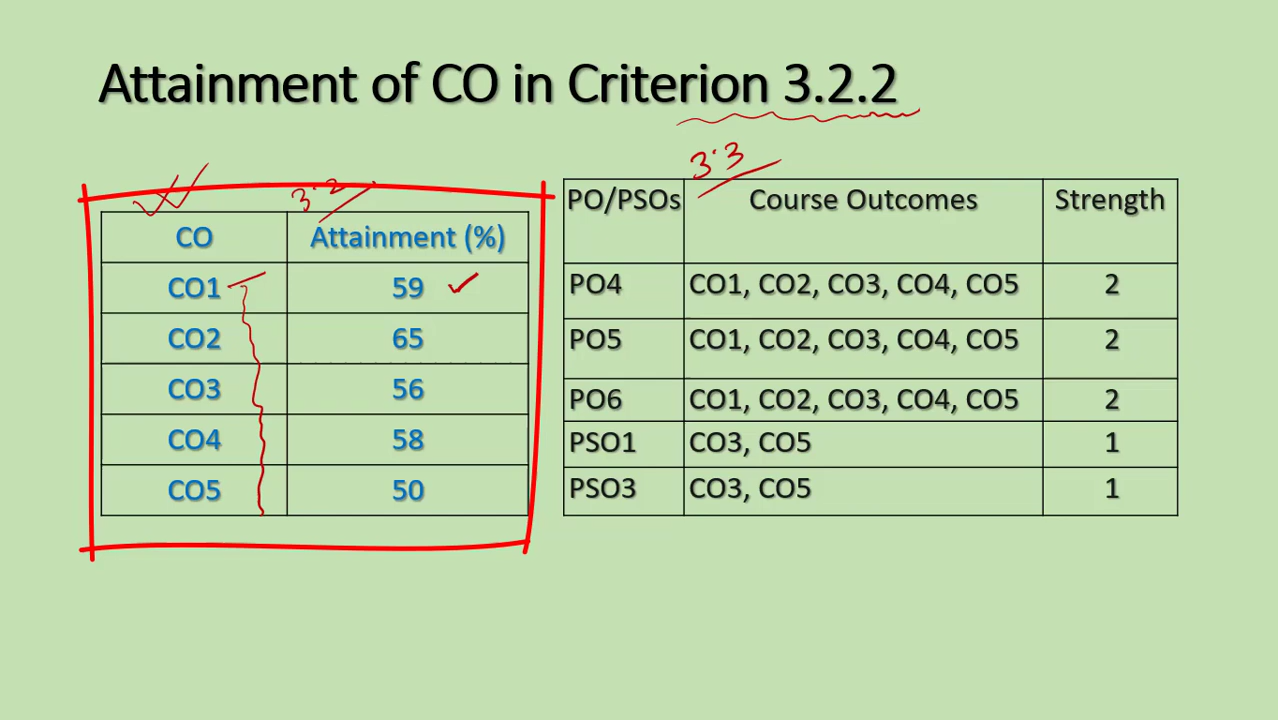 Attainment of CO in Criterion 3.2.2
3.2
CO Attainment (%)
CO1 59
CO2 65
CO3 56
CO4 58
CO5 50
3.3
PO/PSOs Course Outcomes Strength
PO4 CO1, CO2, CO3, CO4, CO5 2
PO5 CO1, CO2, CO3, CO4, CO5 2
PO6 CO1, CO2, CO3, CO4, CO5 2
PSO1 CO3, CO5 1
PSO3 CO3, CO5 1